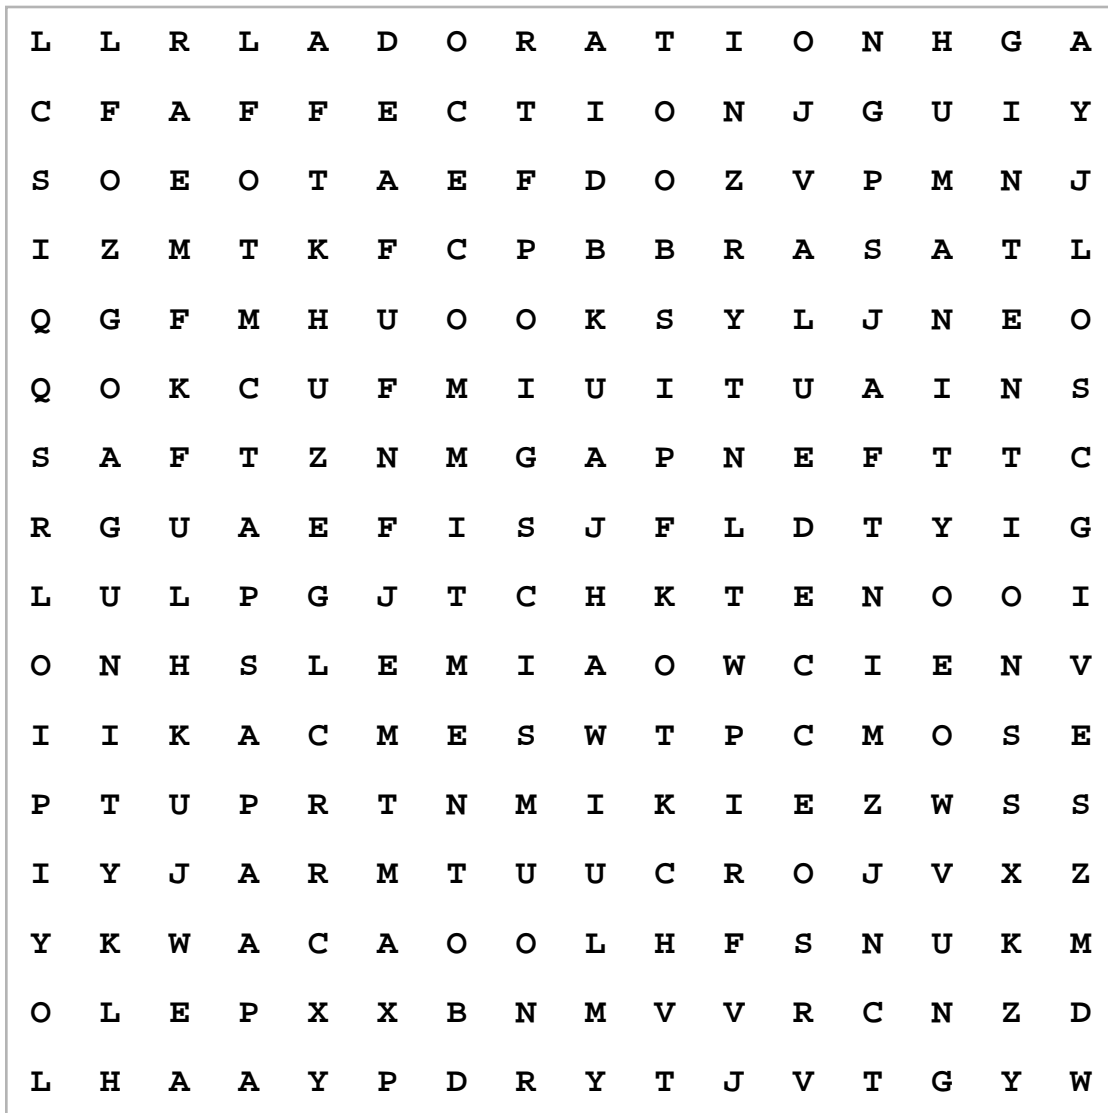 L L R L A D O R A T I O N H G A
C F A F F E C T I O N J G U I Y
S O E O T A E F D O Z V P M N J
I Z M T K F C P B B R A S A T L
Q G F M H U O O K S Y L J N E O
Q O K C U F M I U I T U A I N S
S A F T Z N M G A P N E F T T C
R G U A E F I S J F L D T Y I G
L U L P G J T C H K T E N O O I
O N H S L E M I A O W C I E N V
I I K A C M E S W T P C M O S E
P T U P R T N M I K I E Z W S S
I Y J A R M T U U C R O J V X Z
Y K W A C A O O L H F S N U K M
O L E P X X B N M V V R C N Z D
L H A A Y P D R Y T J V T G Y W